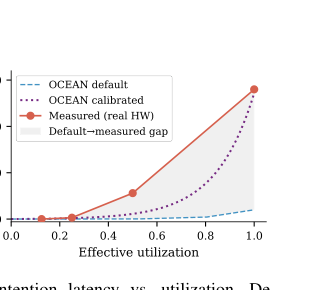 OCEAN default
OCEAN calibrated
Measured (real HW)
Default→measured gap
0.0 0.2 0.4 0.6 0.8 1.0
Effective utilization
latency vs. utilization. De